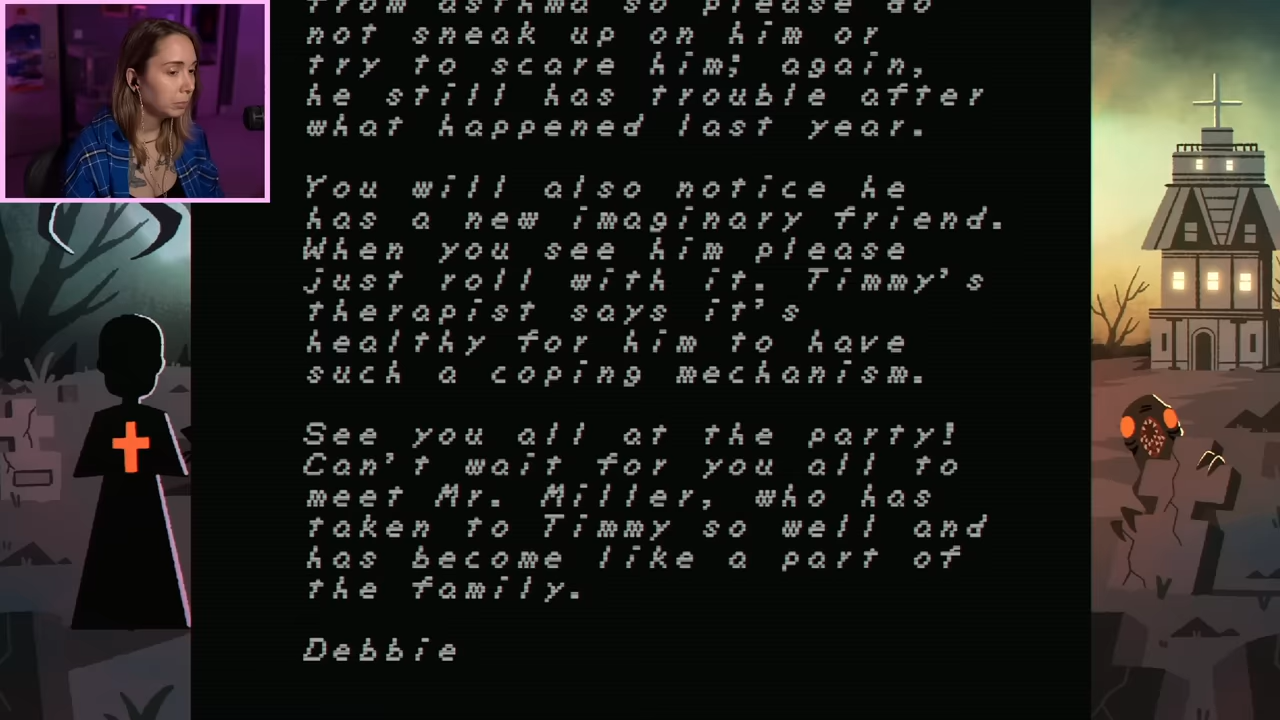 from asthma so please do
not sneak up on him or
try to scare him; again,
he still has trouble after
what happened last year.
You will also notice he
has a new imaginary friend.
When you see him please
just roll with it. Timmy's
therapist says it's
healthy for him to have
such a coping mechanism.
See you all at the party!
Can't wait for you all to
meet Mr. Miller, who has
taken to Timmy so well and
has become like a part of
the family.
Debbie